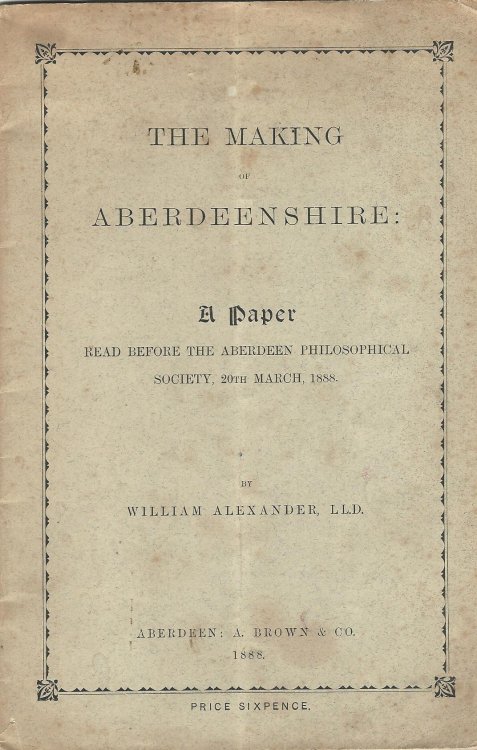 THE MAKING
OF
ABERDEENSHIRE:
A Paper
READ BEFORE THE ABERDEEN PHILOSOPHICAL
SOCIETY, 20TH MARCH, 1888.
BY
WILLIAM ALEXANDER, LL.D.
ABERDEEN: A. BROWN & CO.
1888.
PRICE SIXPENCE.